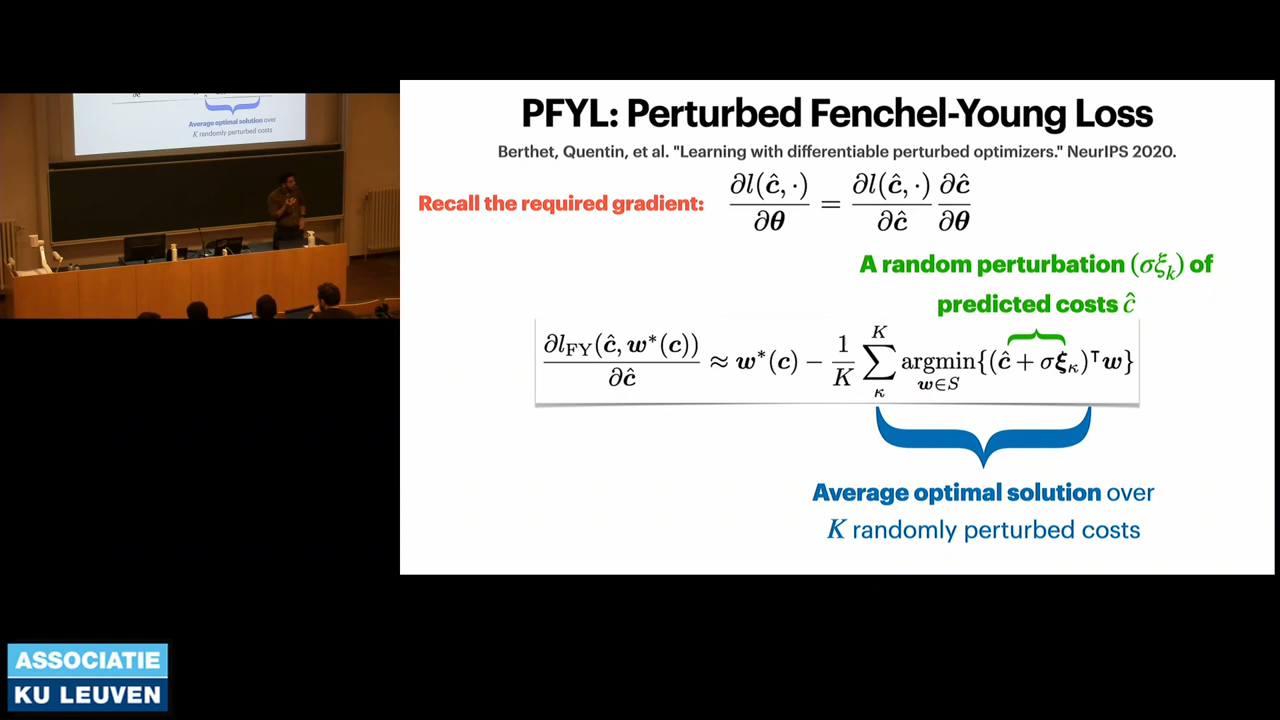 Average optimal solution over
K randomly perturbed costs
PFYL: Perturbed Fenchel-Young Loss
Berthet, Quentin, et al. "Learning with differentiable perturbed optimizers." NeurIPS 2020.
Recall the required gradient: ∂l(ĉ, ·)/∂θ = ∂l(ĉ, ·)/∂ĉ ∂ĉ/∂θ
A random perturbation (σξ_k) of
predicted costs ĉ
∂l_FY(ĉ, w*(c))/∂ĉ ≈ w*(c) − 1/K ∑_κ^K argmin_{w∈S}{(ĉ + σξ_κ)^⊺ w}
Average optimal solution over
K randomly perturbed costs
ASSOCIATIE
KU LEUVEN